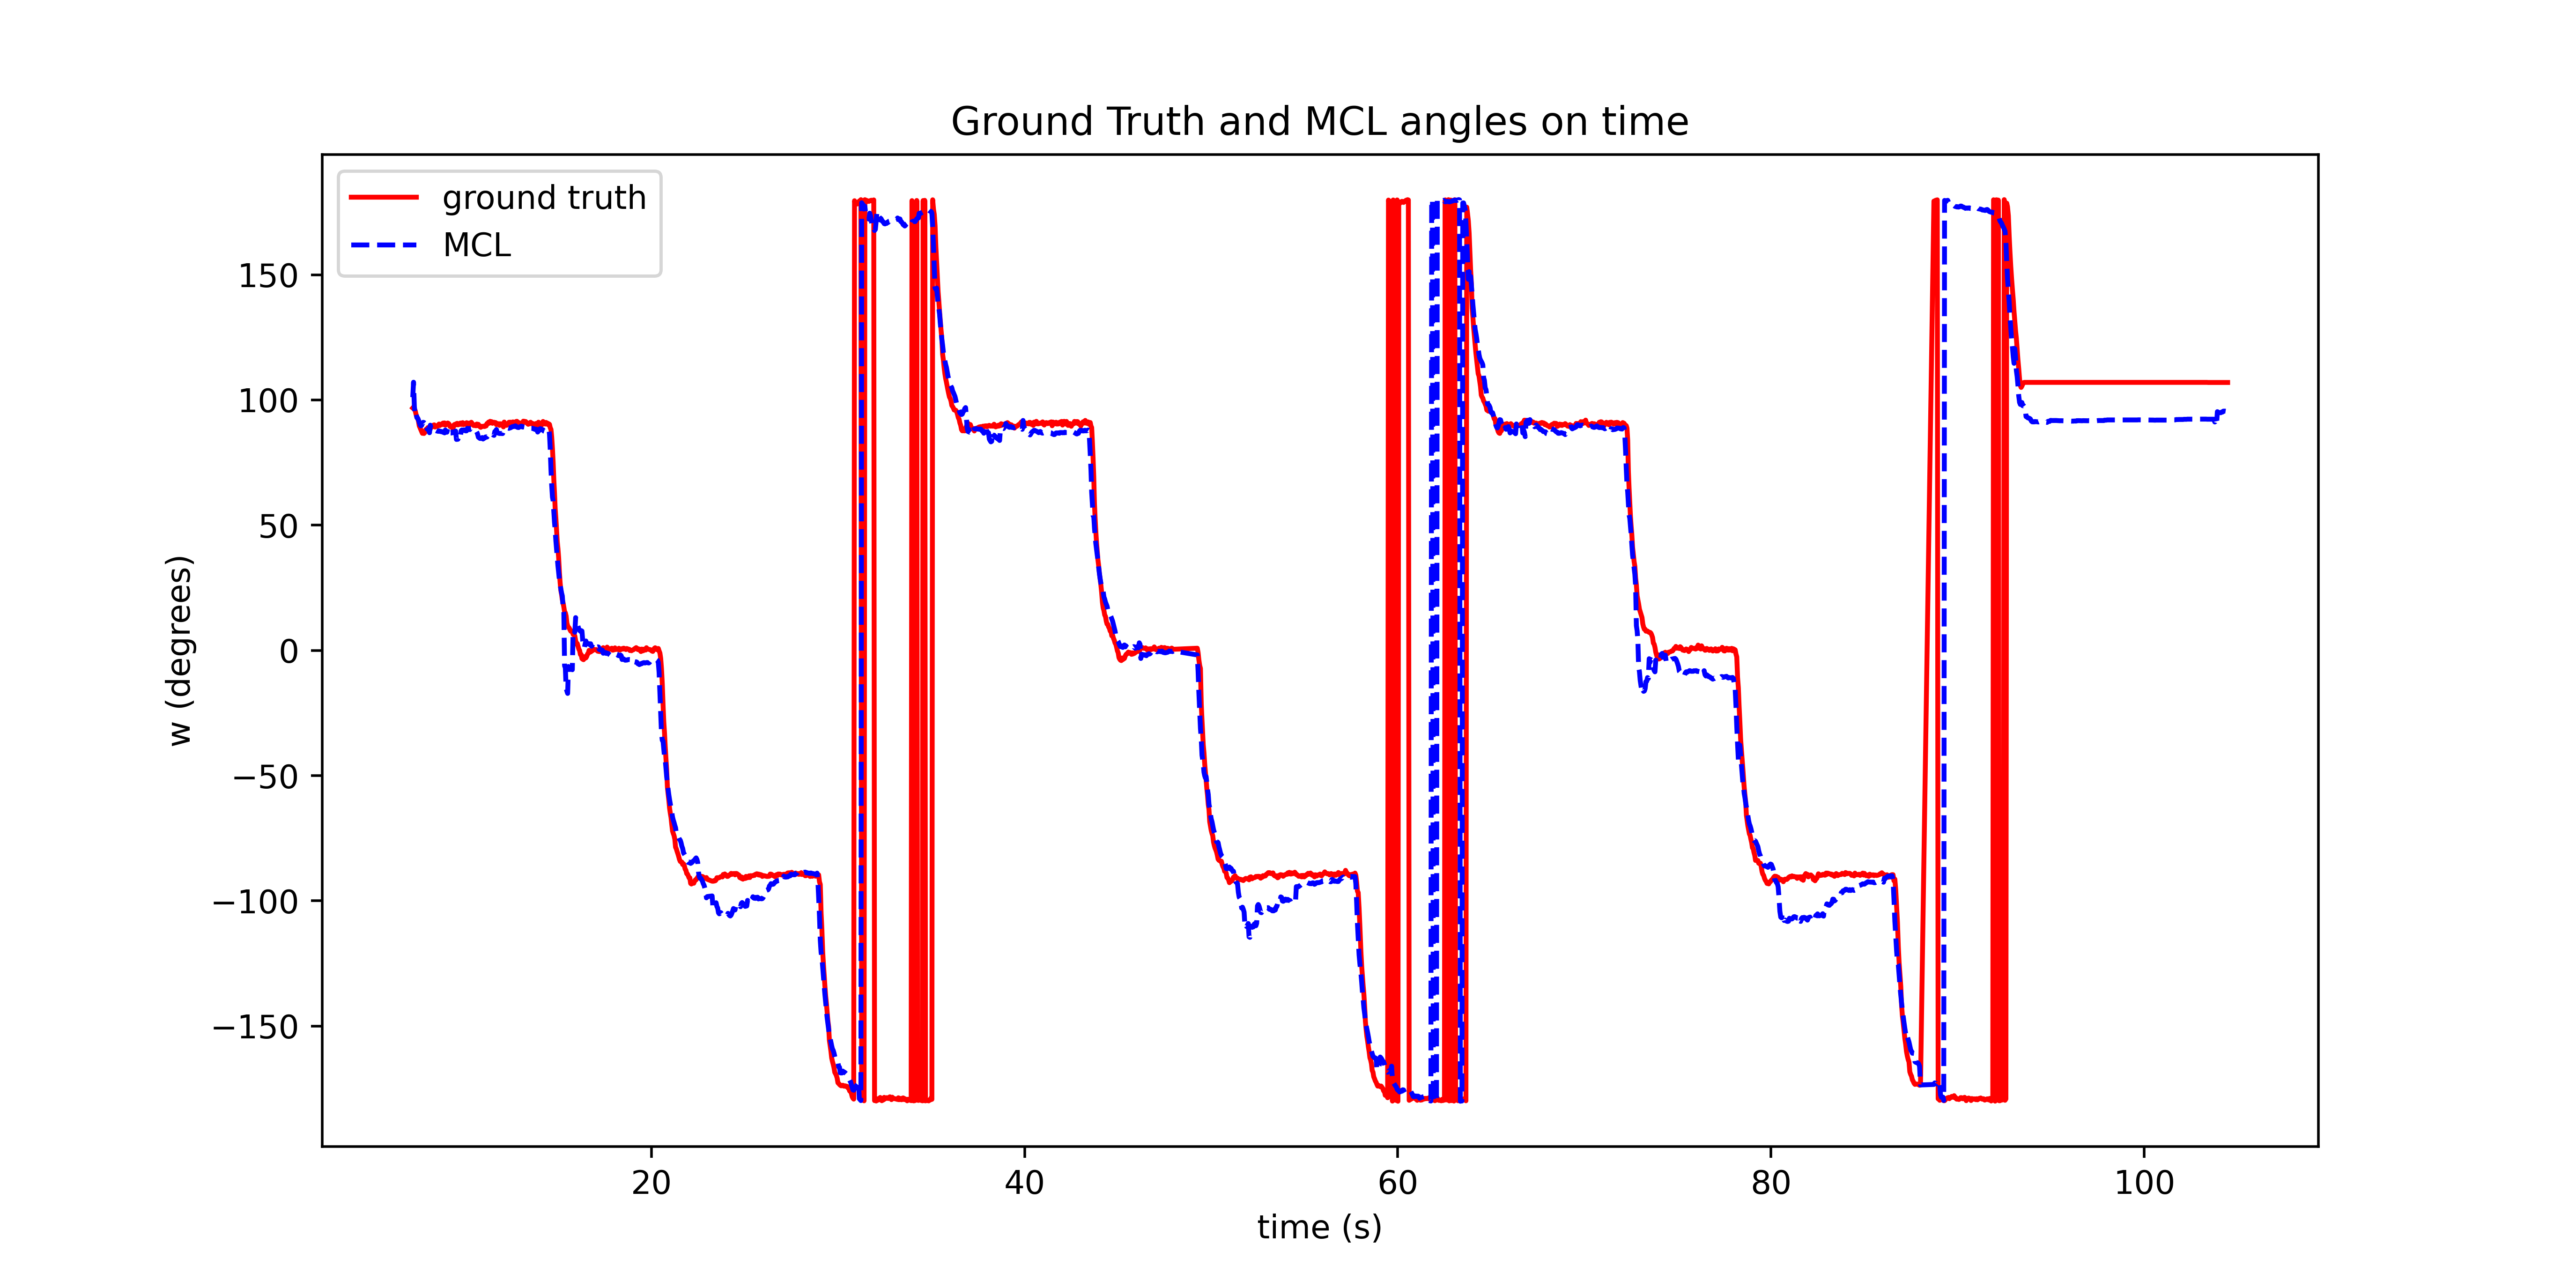 Ground Truth and MCL angles on time
ground truth
MCL
150
100
50
0
−50
−100
−150
w (degrees)
20 40 60 80 100
time (s)